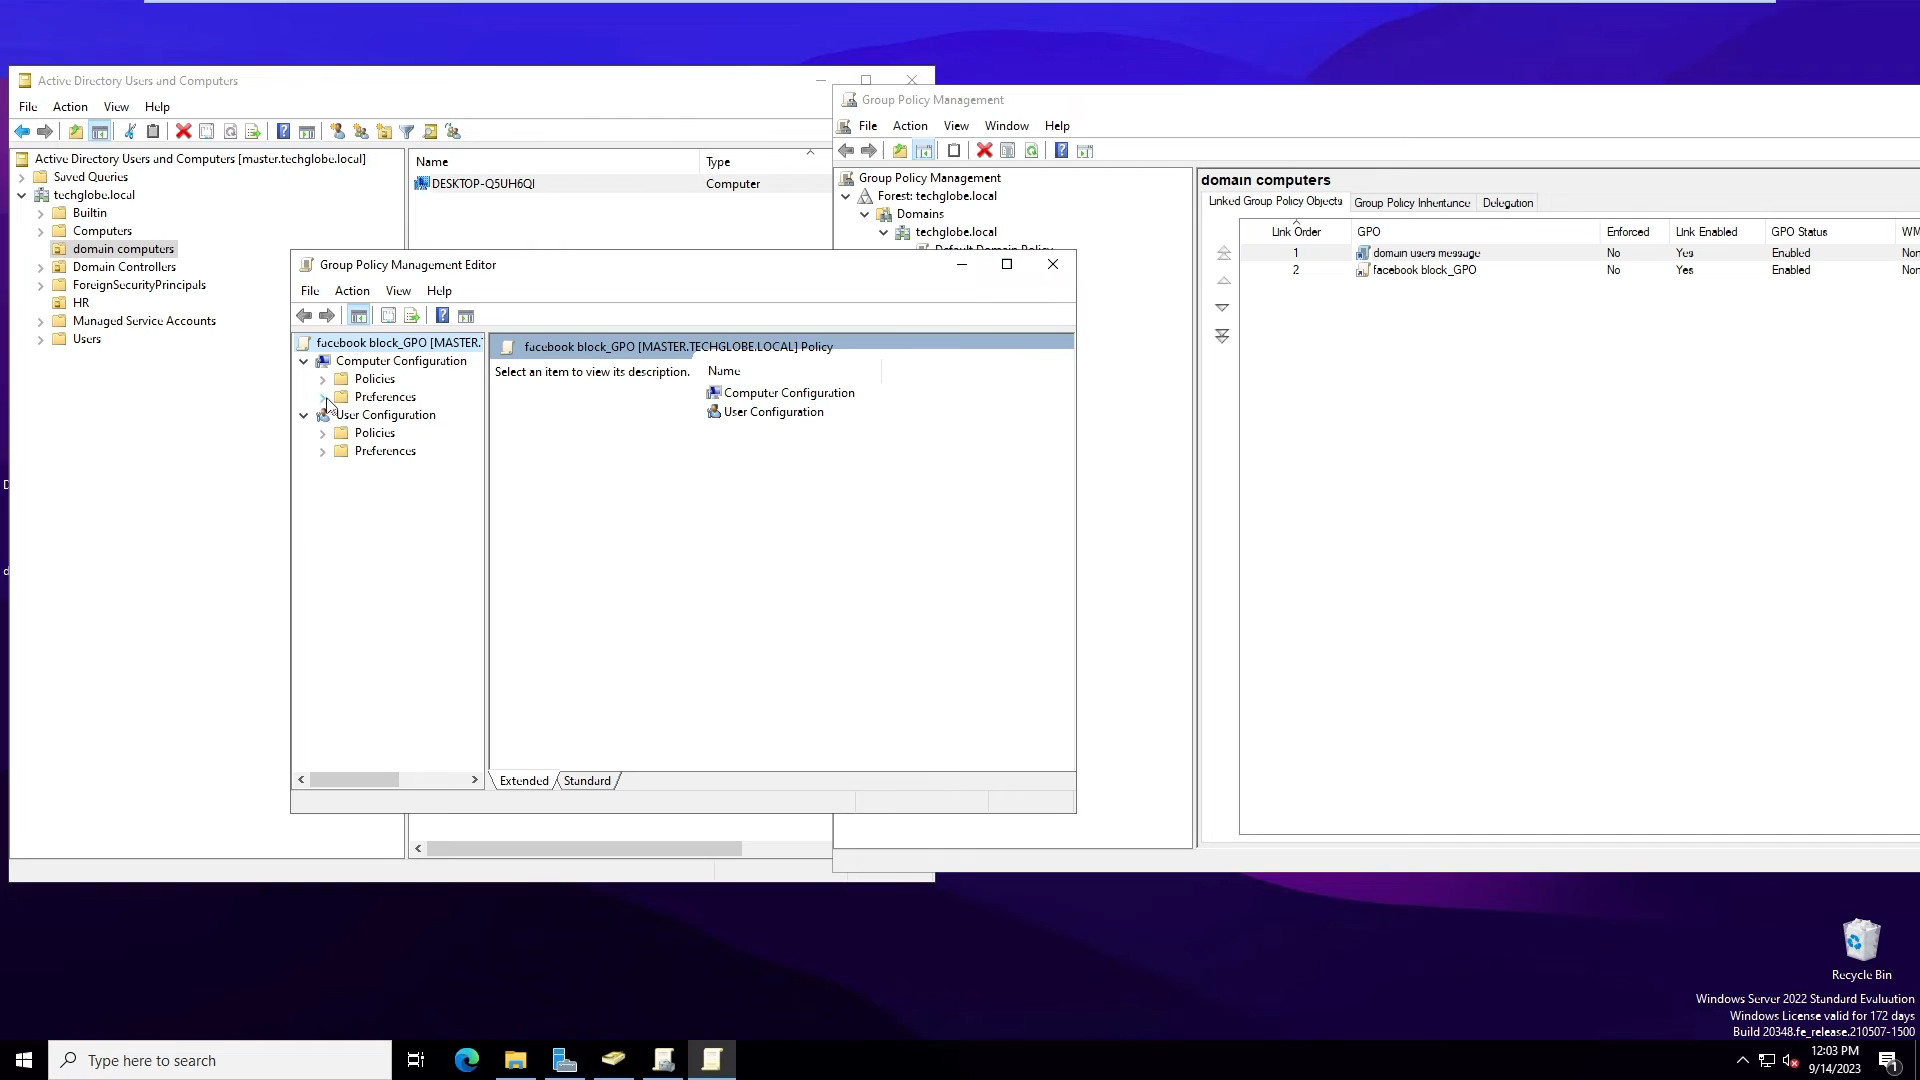 Active Directory Users and Computers
File Action View Help
Active Directory Users and Computers [master.techglobe.local]
Saved Queries
techglobe.local
Builtin
Computers
domain computers
Domain Controllers
ForeignSecurityPrincipals
HR
Managed Service Accounts
Users
Name Type
DESKTOP-Q5UH6QI Computer
Group Policy Management
File Action View Window Help
Group Policy Management
Forest: techglobe.local
Domains
techglobe.local
Default Domain Policy
domain computers
Linked Group Policy Objects Group Policy Inheritance Delegation
Link Order GPO Enforced Link Enabled GPO Status WM
1 domain users message No Yes Enabled Non
2 facebook block_GPO No Yes Enabled Non
Group Policy Management Editor
File Action View Help
facebook block_GPO [MASTER.
Computer Configuration
Policies
Preferences
User Configuration
Policies
Preferences
facebook block_GPO [MASTER.TECHGLOBE.LOCAL] Policy
Select an item to view its description.
Name
Computer Configuration
User Configuration
Extended Standard
D
d
Recycle Bin
Windows Server 2022 Standard Evaluation
Windows License valid for 172 days
Build 20348.fe_release.210507-1500
Type here to search
12:03 PM
9/14/2023
1